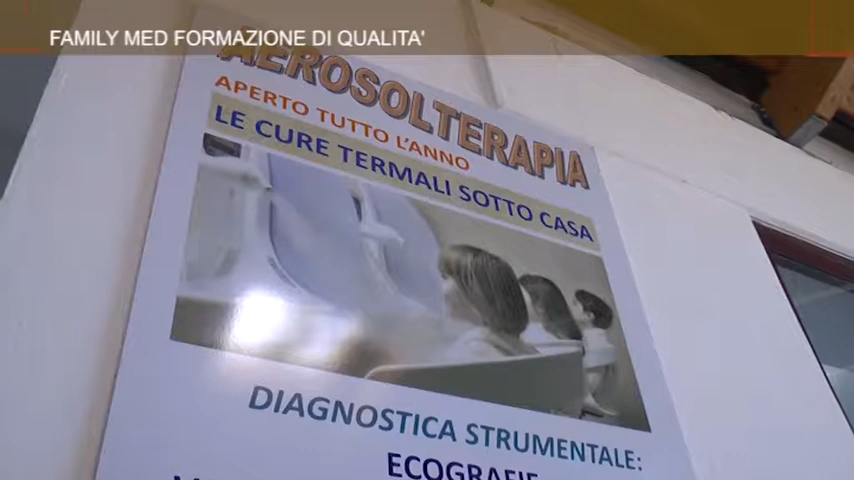 FAMILY MED FORMAZIONE DI QUALITA'
AEROSOLTERAPIA
APERTO TUTTO L'ANNO
LE CURE TERMALI SOTTO CASA
DIAGNOSTICA STRUMENTALE:
ECOGRAFIE